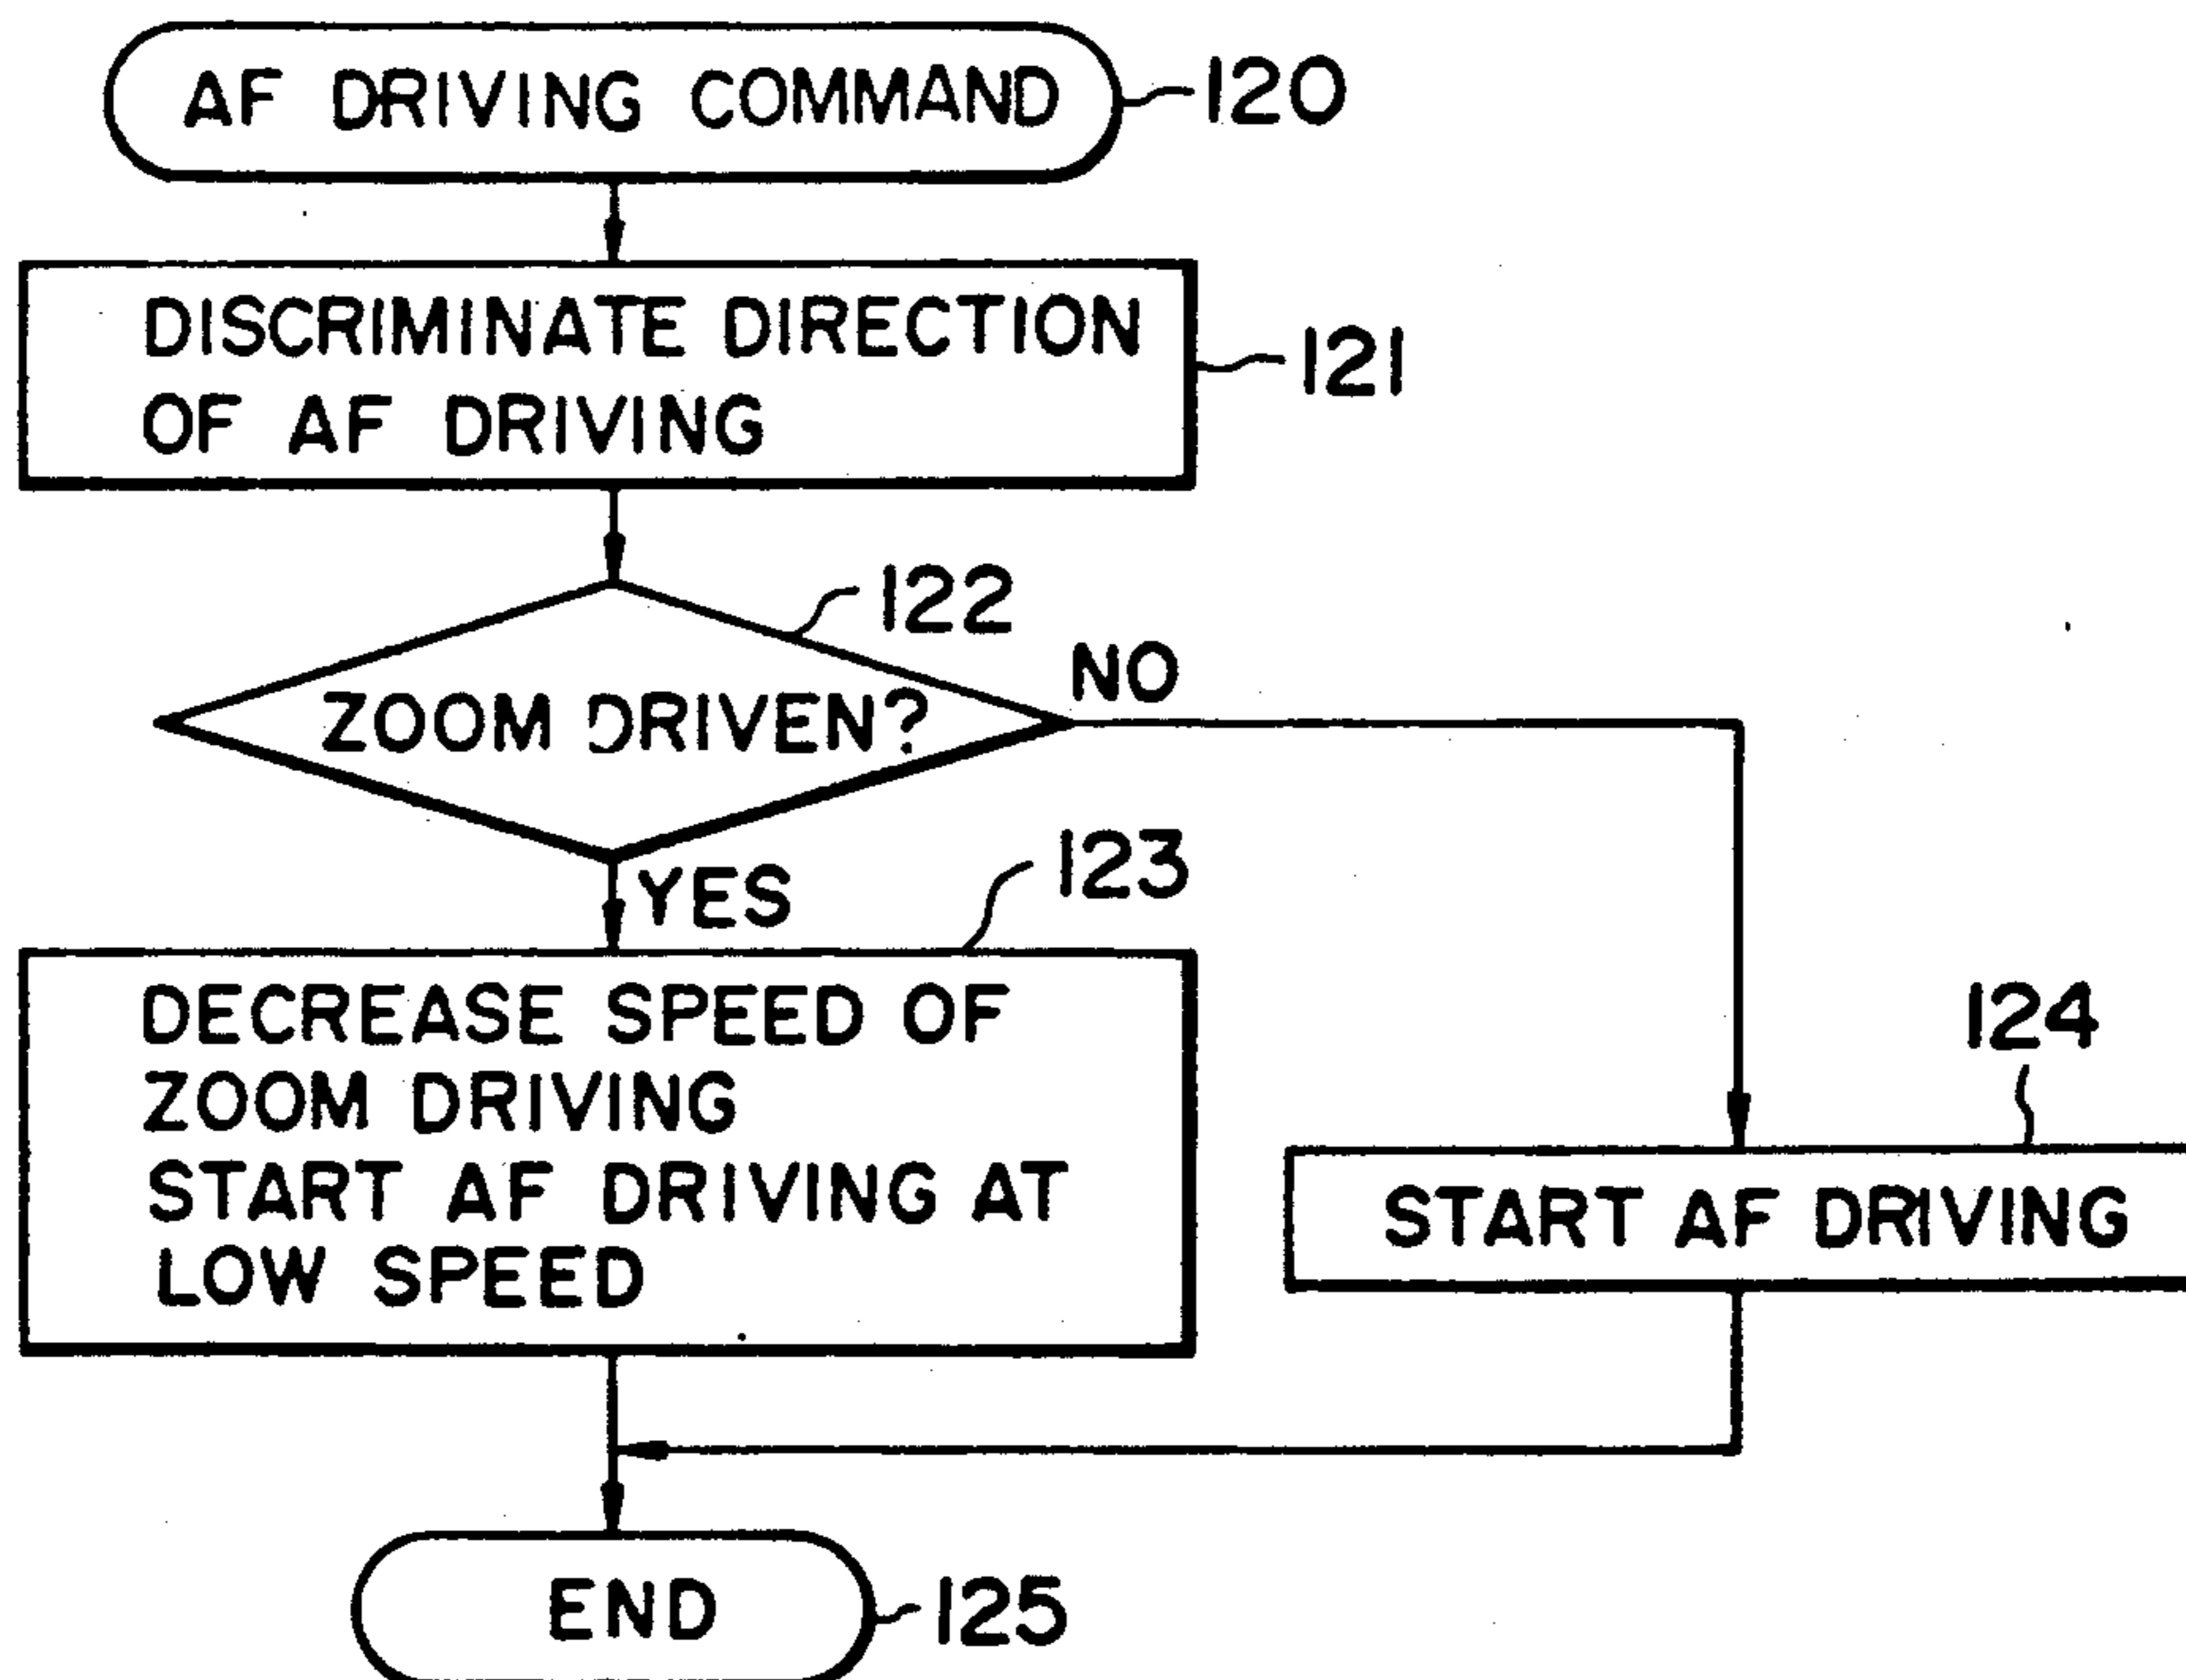 AF DRIVING COMMAND
120
DISCRIMINATE DIRECTION
OF AF DRIVING
121
122
ZOOM DRIVEN?
NO
YES
123
DECREASE SPEED OF
ZOOM DRIVING
START AF DRIVING AT
LOW SPEED
124
START AF DRIVING
END
125